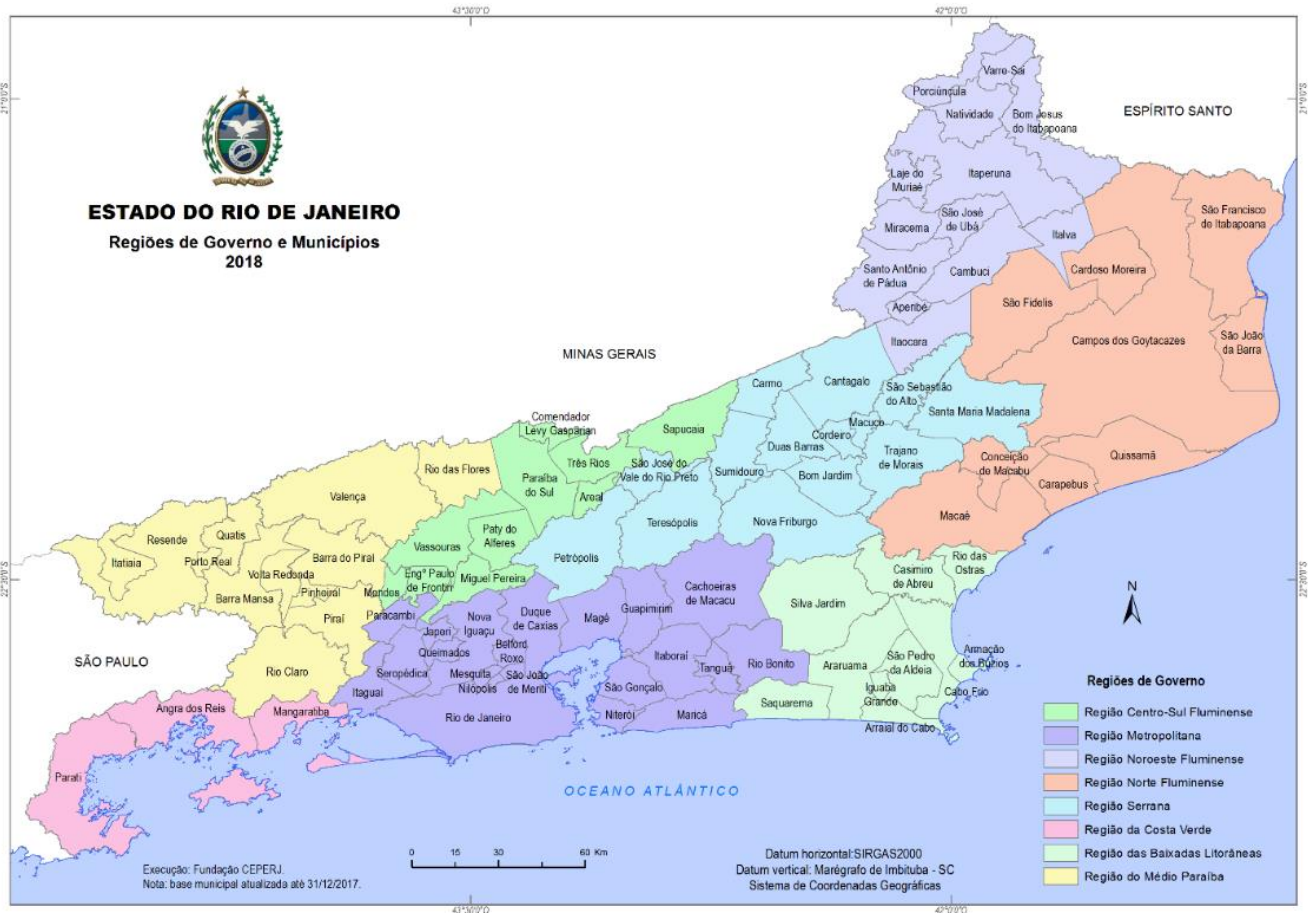 43°30'0"O
42°0'0"O
21°0'0"S
21°0'0"S
ESTADO DO RIO DE JANEIRO
Regiões de Governo e Municípios
2018
ESPÍRITO SANTO
MINAS GERAIS
SÃO PAULO
Varre-Sai
Porciúncula
Natividade
Bom Jesus
do Itabapoana
Laje do
Muriaé
Itaperuna
Miracema
São José
de Ubá
Italva
Santo Antônio
de Pádua
Cambuci
Aperibé
Itaocara
São Francisco
de Itabapoana
Cardoso Moreira
São Fidelis
Campos dos Goytacazes
São João
da Barra
Carmo
Cantagalo
São Sebastião
do Alto
Santa Maria Madalena
Macuco
Cordeiro
Duas Barras
Trajano
de Morais
Sumidouro
Bom Jardim
Conceição
de Macabu
Quissamã
Carapebus
Macaé
Comendador
Levy Gasparian
Sapucaia
Três Rios
São José do
Vale do Rio Preto
Paraíba
do Sul
Areal
Rio das Flores
Valença
Paty do
Alferes
Vassouras
Teresópolis
Nova Friburgo
Petrópolis
Engº Paulo
de Frontin
Miguel Pereira
Mendes
Resende
Quatis
Itatiaia
Porto Real
Barra do Piraí
Volta Redonda
Barra Mansa
Pinheiral
Piraí
Rio Claro
Paracambi
Japeri
Nova
Iguaçu
Duque
de Caxias
Magé
Guapimirim
Cachoeiras
de Macacu
Queimados
Belford
Roxo
Seropédica
Mesquita
Nilópolis
São João
de Meriti
Itaguaí
Rio de Janeiro
Itaboraí
Tanguá
Rio Bonito
São Gonçalo
Niterói
Maricá
Silva Jardim
Casimiro
de Abreu
Rio das
Ostras
Araruama
São Pedro
da Aldeia
Armação
dos Búzios
Iguaba
Grande
Cabo Frio
Saquarema
Arraial do Cabo
Angra dos Reis
Mangaratiba
Parati
OCEANO ATLÂNTICO
22°30'0"S
22°30'0"S
N
Regiões de Governo
Região Centro-Sul Fluminense
Região Metropolitana
Região Noroeste Fluminense
Região Norte Fluminense
Região Serrana
Região da Costa Verde
Região das Baixadas Litorâneas
Região do Médio Paraíba
Execução: Fundação CEPERJ.
Nota: base municipal atualizada até 31/12/2017.
0 15 30 60 Km
Datum horizontal:SIRGAS2000
Datum vertical: Marégrafo de Imbituba - SC
Sistema de Coordenadas Geográficas
43°30'0"O
42°0'0"O